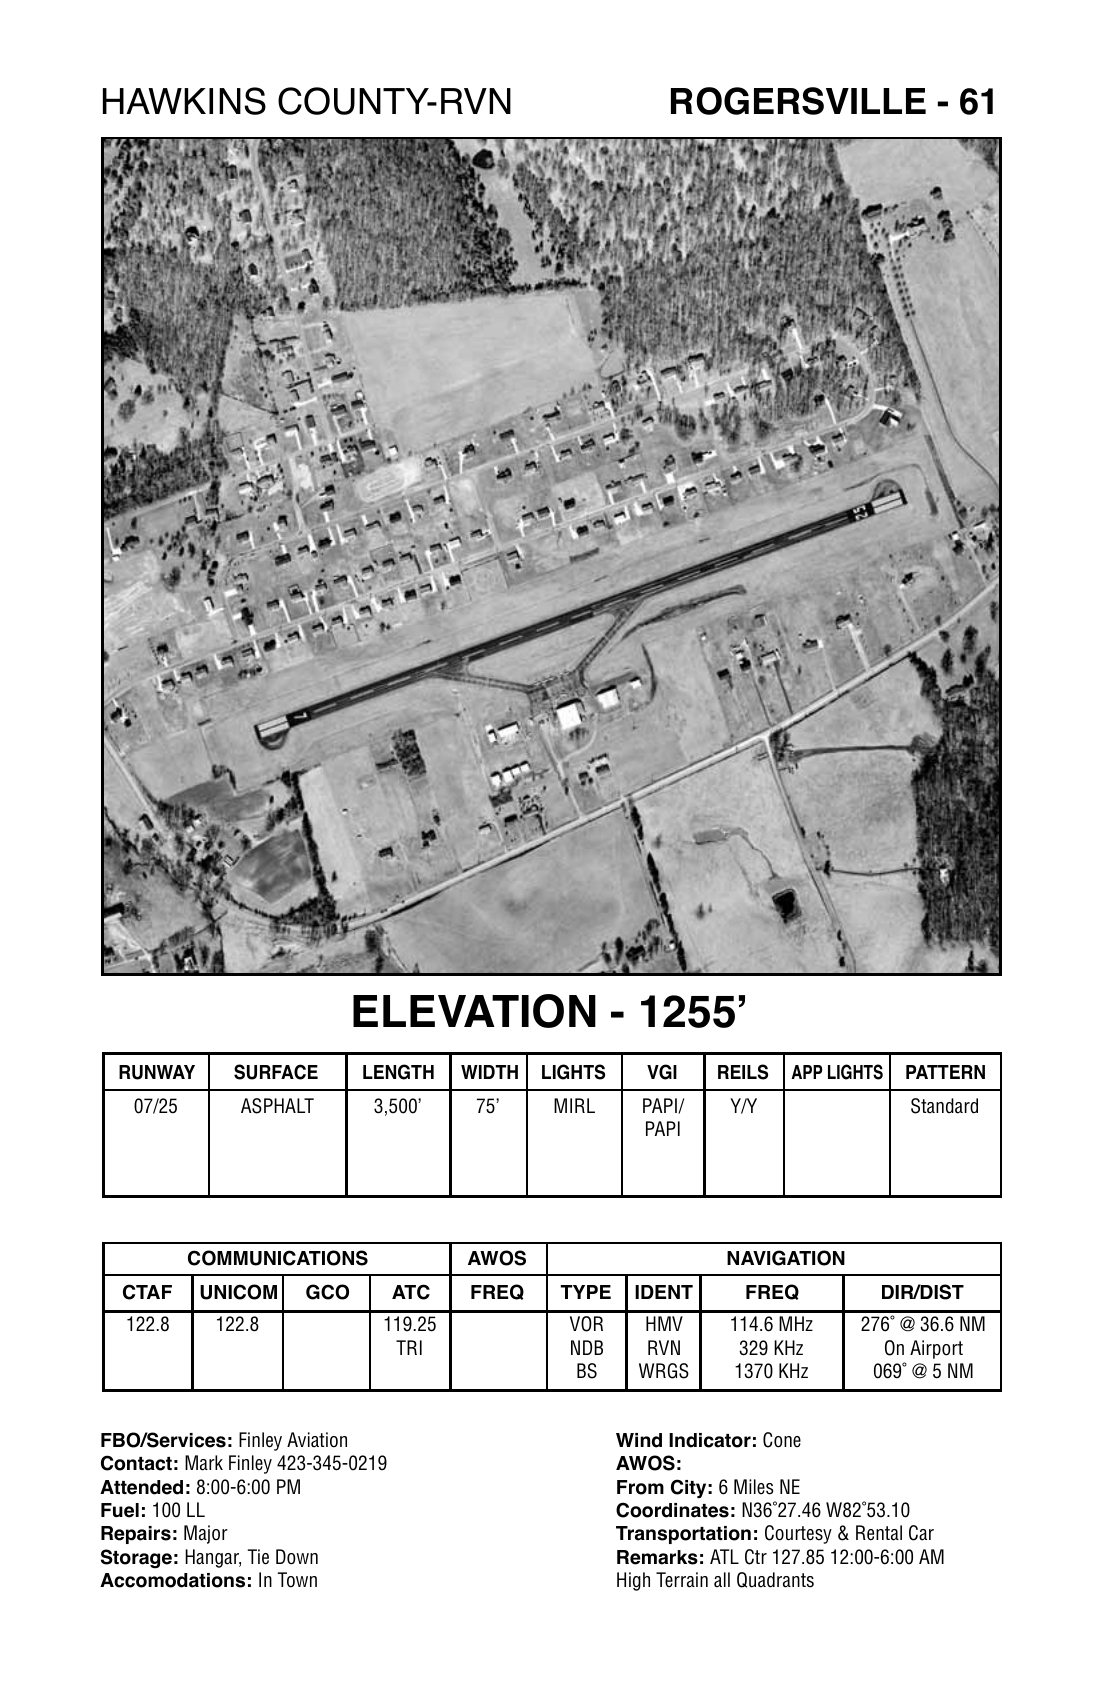 HAWKINS COUNTY-RVN ROGERSVILLE - 61
25
7
ELEVATION - 1255’
RUNWAY SURFACE LENGTH WIDTH LIGHTS VGI REILS APP LIGHTS PATTERN
07/25 ASPHALT 3,500’ 75’ MIRL PAPI/ Y/Y Standard
PAPI
COMMUNICATIONS AWOS NAVIGATION
CTAF UNICOM GCO ATC FREQ TYPE IDENT FREQ DIR/DIST
122.8 122.8 119.25 VOR HMV 114.6 MHz 276˚ @ 36.6 NM
TRI NDB RVN 329 KHz On Airport
BS WRGS 1370 KHz 069˚ @ 5 NM
FBO/Services: Finley Aviation
Contact: Mark Finley 423-345-0219
Attended: 8:00-6:00 PM
Fuel: 100 LL
Repairs: Major
Storage: Hangar, Tie Down
Accomodations: In Town
Wind Indicator: Cone
AWOS:
From City: 6 Miles NE
Coordinates: N36˚27.46 W82˚53.10
Transportation: Courtesy & Rental Car
Remarks: ATL Ctr 127.85 12:00-6:00 AM
High Terrain all Quadrants